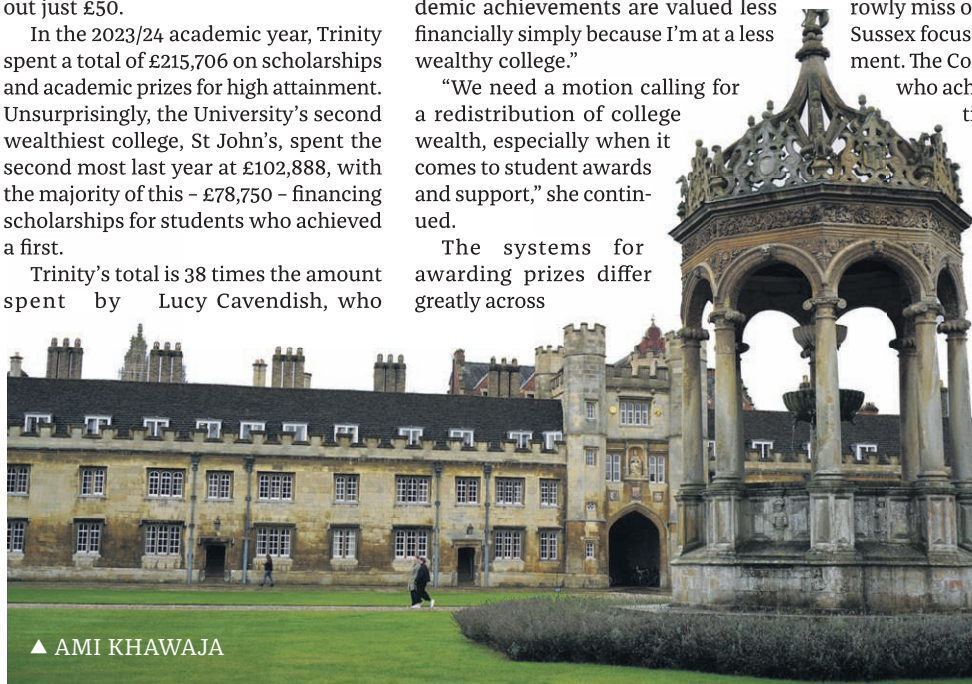 out just £50.
In the 2023/24 academic year, Trinity
spent a total of £215,706 on scholarships
and academic prizes for high attainment.
Unsurprisingly, the University's second
wealthiest college, St John's, spent the
second most last year at £102,888, with
the majority of this – £78,750 – financing
scholarships for students who achieved
a first.
Trinity's total is 38 times the amount
spent by Lucy Cavendish, who
demic achievements are valued less
financially simply because I'm at a less
wealthy college."
"We need a motion calling for
a redistribution of college
wealth, especially when it
comes to student awards
and support," she contin-
ued.
The systems for
awarding prizes differ
greatly across
rowly miss o
Sussex focus
ment. The Co
who ach
▲ AMI KHAWAJA